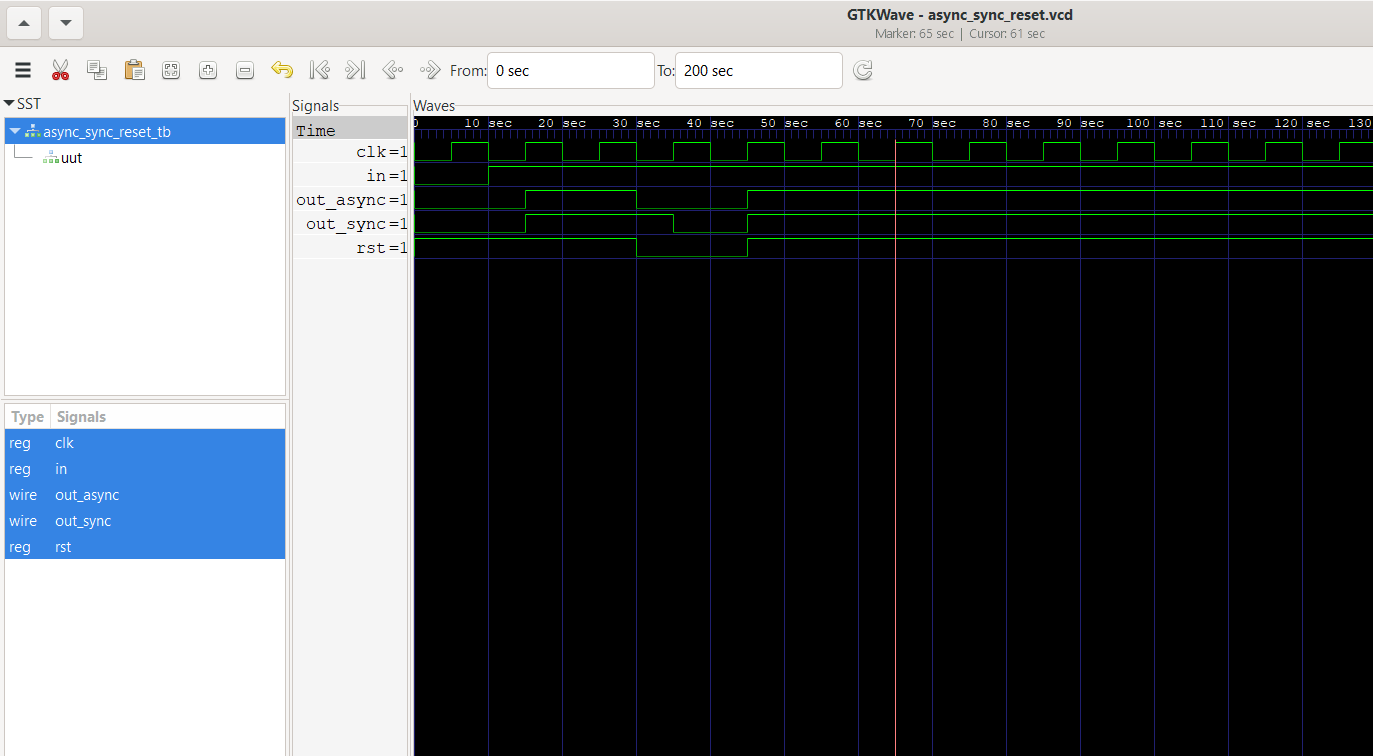 GTKWave - async_sync_reset.vcd
Marker: 65 sec | Cursor: 61 sec
From: 0 sec To: 200 sec
SST
async_sync_reset_tb
uut
Type Signals
reg clk
reg in
wire out_async
wire out_sync
reg rst
Signals
Time
clk=1
in=1
out_async=1
out_sync=1
rst=1
Waves
0 10 sec 20 sec 30 sec 40 sec 50 sec 60 sec 70 sec 80 sec 90 sec 100 sec 110 sec 120 sec 130